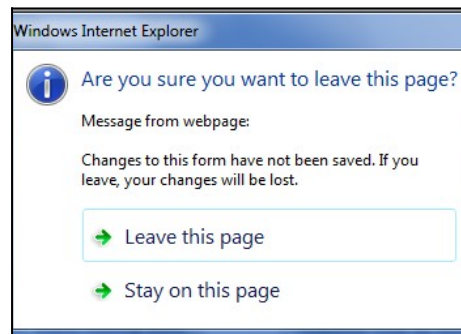 Windows Internet Explorer
Are you sure you want to leave this page?
Message from webpage:
Changes to this form have not been saved. If you
leave, your changes will be lost.
Leave this page
Stay on this page